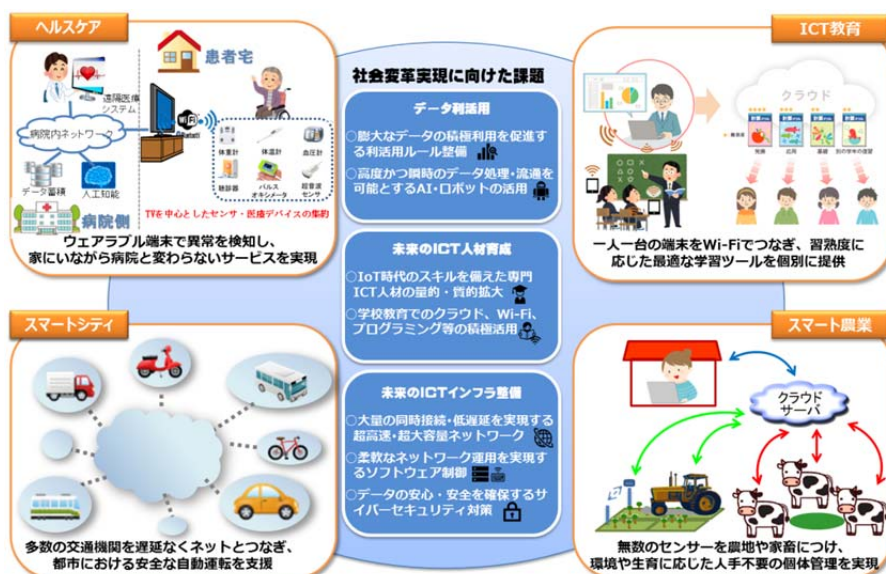 ヘルスケア
患者宅
遠隔医療
システム
Wi Fi
病院内ネットワーク
体重計
体温計
血圧計
聴診器
パルス
オキシメータ
超音波
センサ
データ蓄積
人工知能
病院側
TVを中心としたセンサ・医療デバイスの集約
ウェアラブル端末で異常を検知し、
家にいながら病院と変わらないサービスを実現
社会変革実現に向けた課題
データ利活用
○膨大なデータの積極利用を促進す
る利活用ルール整備
○高度かつ瞬時のデータ処理・流通を
可能とするAI・ロボットの活用
未来のICT人材育成
○IoT時代のスキルを備えた専門
ICT人材の量的・質的拡大
○学校教育でのクラウド、Wi-Fi、
プログラミング等の積極活用
未来のICTインフラ整備
○大量の同時接続・低遅延を実現する
超高速・超大容量ネットワーク
○柔軟なネットワーク運用を実現す
るソフトウェア制御
○データの安心・安全を確保するサ
イバーセキュリティ対策
ICT教育
クラウド
一人一台の端末をWi-Fiでつなぎ、習熟度に
応じた最適な学習ツールを個別に提供
スマートシティ
多数の交通機関を遅延なくネットとつなぎ、
都市における安全な自動運転を支援
スマート農業
クラウド
サーバ
無数のセンサーを農地や家畜につけ、
環境や生育に応じた人手不要の個体管理を実現